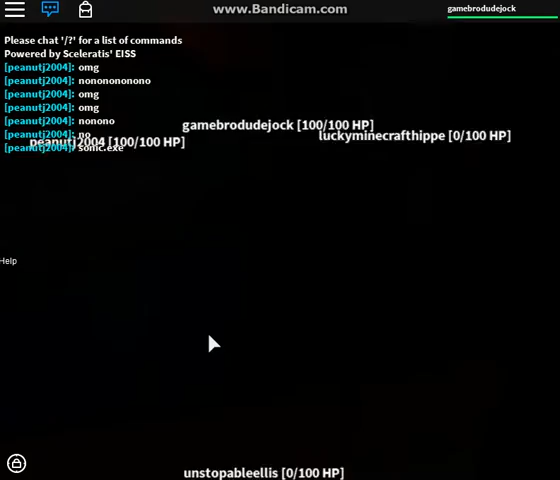 www.Bandicam.com
gamebrodudejock
Please chat '/?' for a list of commands
Powered by Sceleratis' EISS
[peanutj2004]: omg
[peanutj2004]: nononononono
[peanutj2004]: omg
[peanutj2004]: omg
[peanutj2004]: nonono
gamebrodudejock [100/100 HP]
[peanutj2004]: no
luckyminecrafthippe [0/100 HP]
peanutj2004 [100/100 HP]
[peanutj2004]: sonic.exe
Help
unstopableellis [0/100 HP]